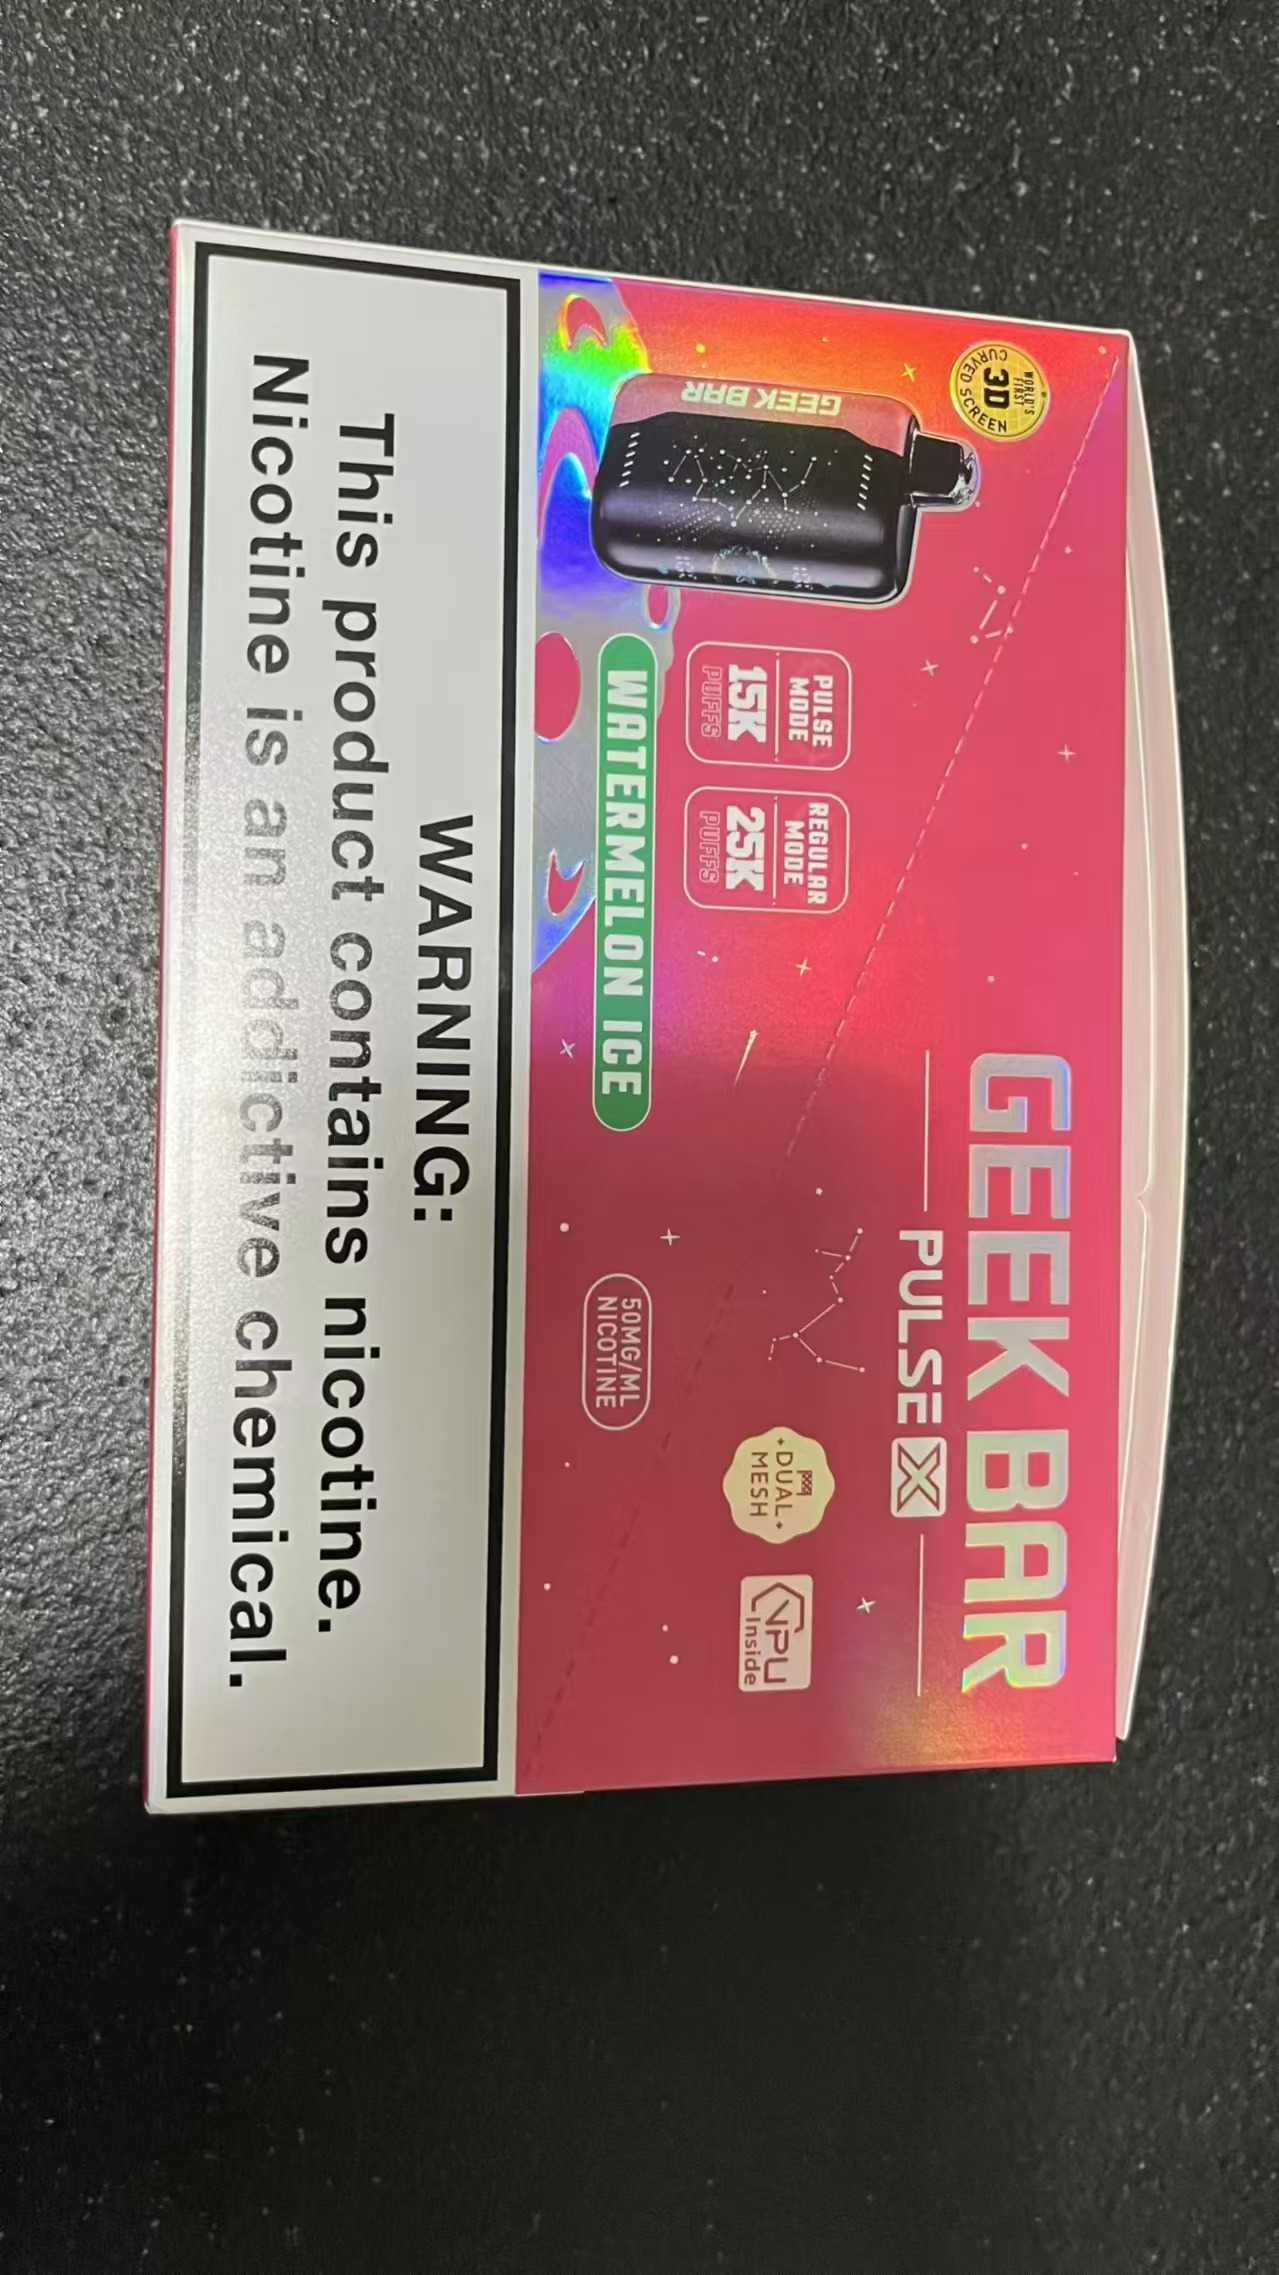 GEEK BAR
PULSE X
WORLD'S
FIRST
3D
CURVED SCREEN
GEEK BAR
PULSE
MODE
15K
PUFFS
REGULAR
MODE
25K
PUFFS
WATERMELON ICE
50MG/ML
NICOTINE
DUAL
MESH
VPU
Inside
WARNING:
This product contains nicotine.
Nicotine is an addictive chemical.